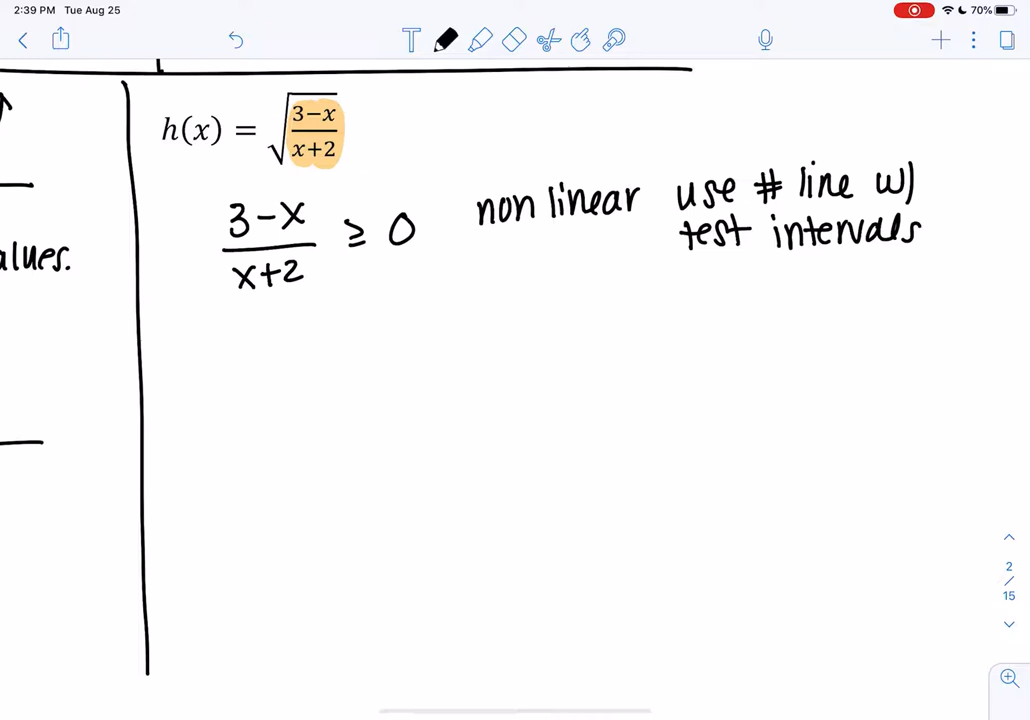 2:39 PM Tue Aug 25
70%
T
h(x) = √((3−x)/(x+2))
(3−x)/(x+2) ≥ 0
non linear
use # line w/
test intervals
alues.
2
/
15